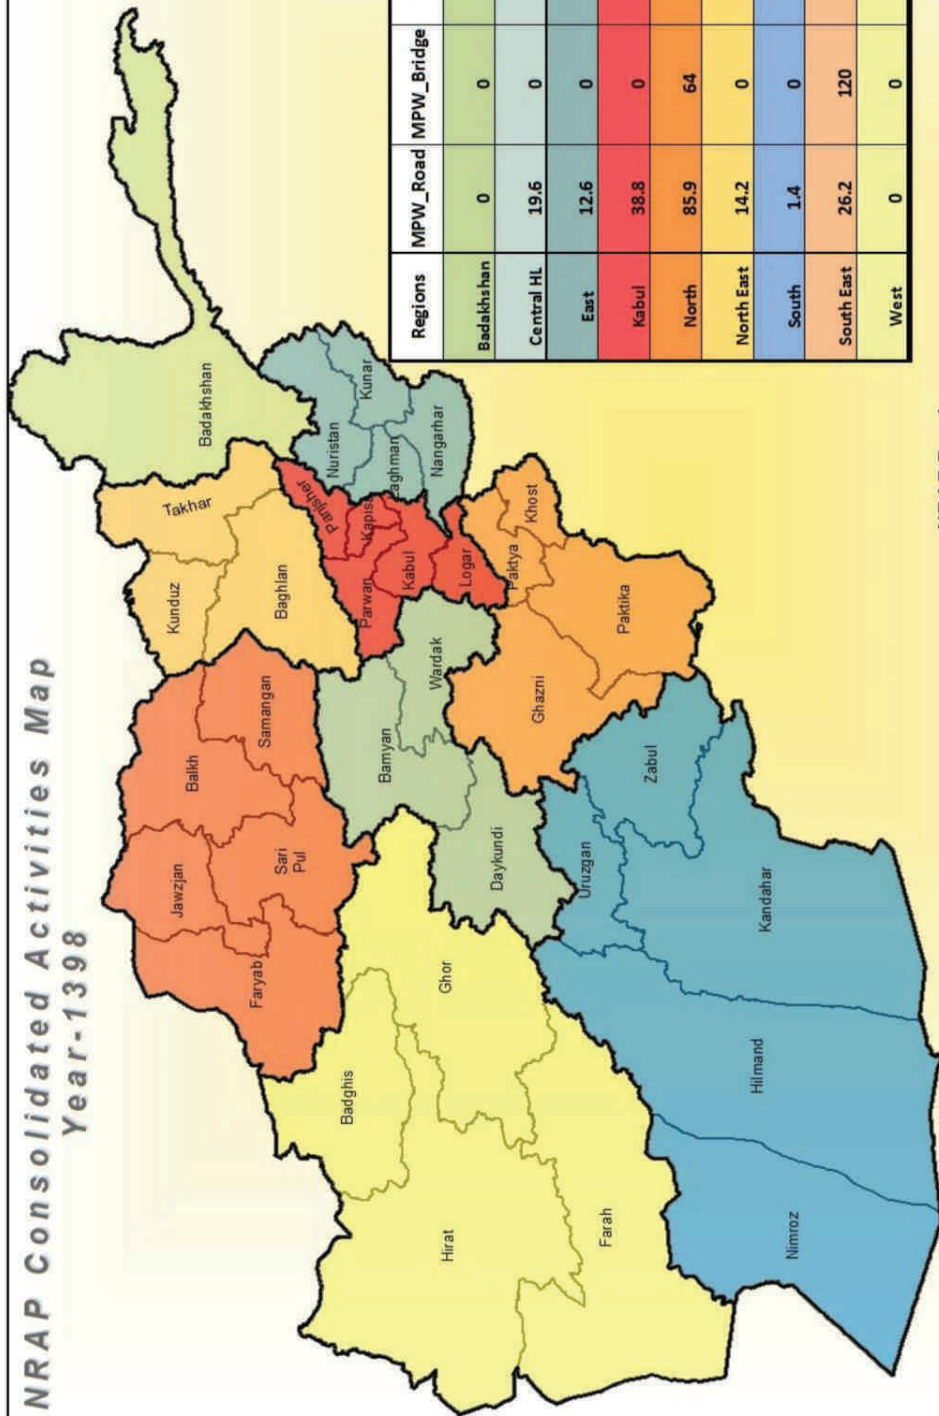 NRAP Consolidated Activities Map
Year-1398
Badakhshan
Takhar
Kunduz
Baghlan
Balkh
Samangan
Jawzjan
Sari
Pul
Faryab
Badghis
Hirat
Ghor
Farah
Bamyan
Wardak
Daykundi
Parwan
Panjsher
Kapisa
Kabul
Logar
Nuristan
Kunar
Laghman
Nangarhar
Paktya
Khost
Ghazni
Paktika
Uruzgan
Zabul
Kandahar
Hilmand
Nimroz
Regions MPW_Road MPW_Bridge
Badakhshan 0 0
Central HL 19.6 0
East 12.6 0
Kabul 38.8 0
North 85.9 64
North East 14.2 0
South 1.4 0
South East 26.2 120
West 0 0